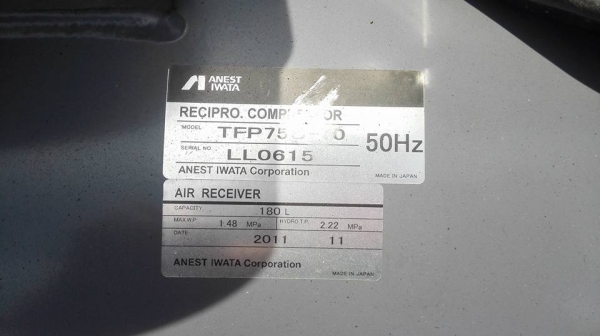 ANEST
IWATA
RECIPRO.
MODEL
SERIAL NO. LL0615
50Hz
ANEST IWATA Corporation MADE IN JAPAN
AIR RECEIVER
CAPACITY 180 L
MAX.W.P. 1.48 MPa HYDRO T.P. 2.22 MPa
DATE 2011 11
ANEST IWATA Corporation
MADE IN JAPAN